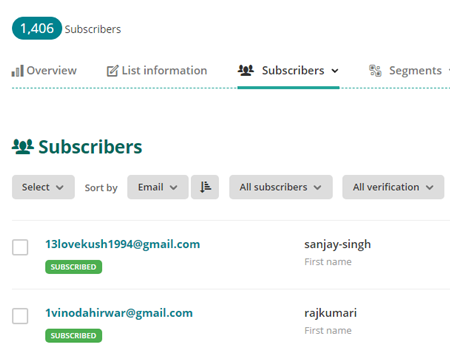 1,406 Subscribers
Overview List information Subscribers Segments
Subscribers
Select Sort by Email All subscribers All verification
13lovekush1994@gmail.com sanjay-singh
SUBSCRIBED First name
1vinodahirwar@gmail.com rajkumari
SUBSCRIBED First name